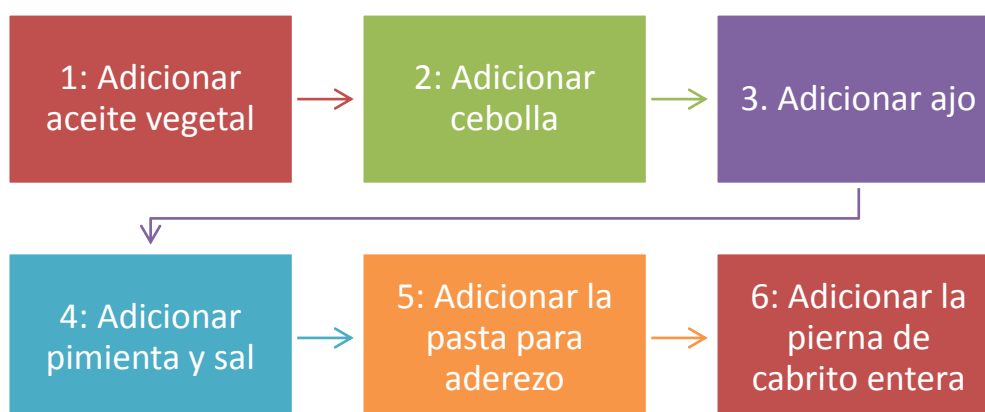 1: Adicionar
aceite vegetal
2: Adicionar
cebolla
3. Adicionar ajo
4: Adicionar
pimienta y sal
5: Adicionar la
pasta para
aderezo
6: Adicionar la
pierna de
cabrito entera